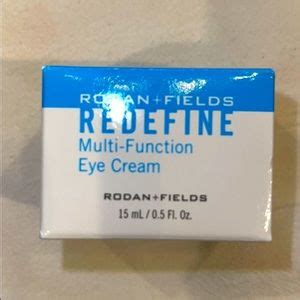 RODAN+FIELDS
REDEFINE
Multi-Function
Eye Cream
RODAN+FIELDS
15 mL / 0.5 Fl. Oz.